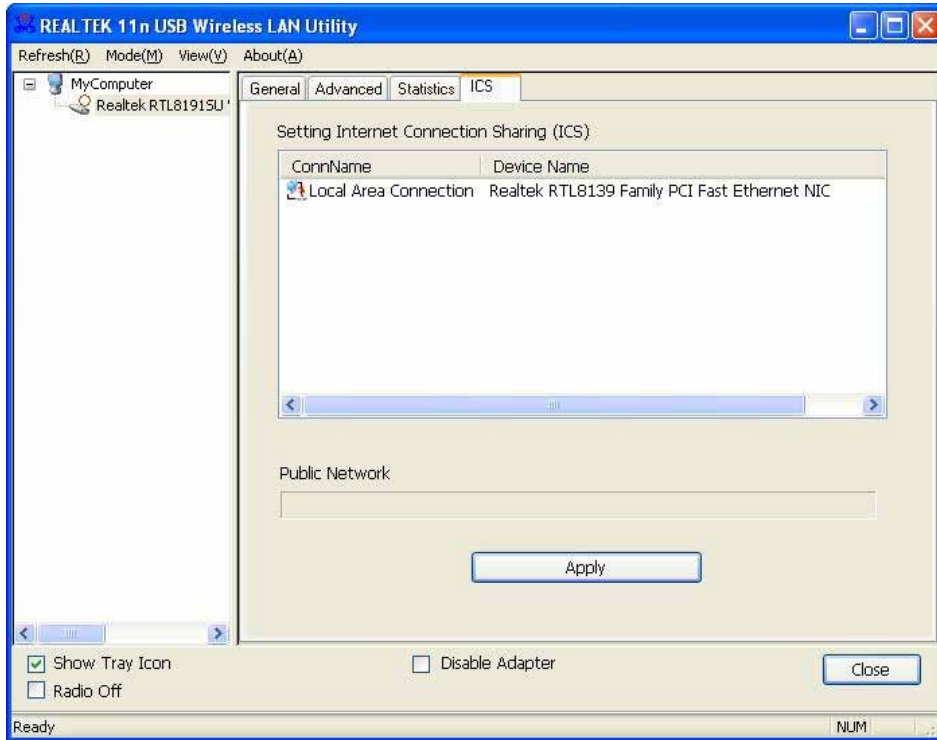 REALTEK 11n USB Wireless LAN Utility
Refresh(R) Mode(M) View(V) About(A)
MyComputer
Realtek RTL8191SU
General Advanced Statistics ICS
Setting Internet Connection Sharing (ICS)
ConnName Device Name
Local Area Connection Realtek RTL8139 Family PCI Fast Ethernet NIC
Public Network
Apply
Show Tray Icon
Disable Adapter
Close
Radio Off
Ready
NUM